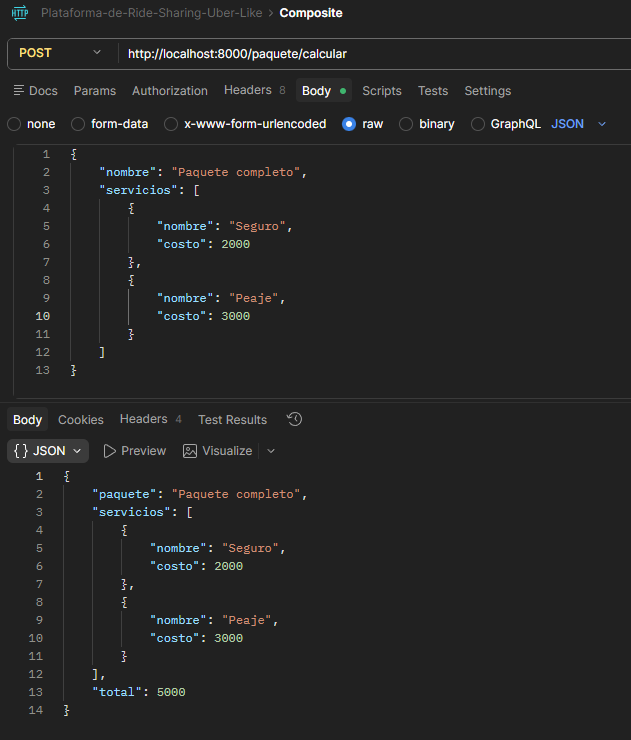 HTTP Plataforma-de-Ride-Sharing-Uber-Like > Composite
POST http://localhost:8000/paquete/calcular
Docs Params Authorization Headers 8 Body Scripts Tests Settings
none form-data x-www-form-urlencoded raw binary GraphQL JSON
1 {
2 "nombre": "Paquete completo",
3 "servicios": [
4 {
5 "nombre": "Seguro",
6 "costo": 2000
7 },
8 {
9 "nombre": "Peaje",
10 "costo": 3000
11 }
12 ]
13 }
Body Cookies Headers 4 Test Results
{} JSON Preview Visualize
1 {
2 "paquete": "Paquete completo",
3 "servicios": [
4 {
5 "nombre": "Seguro",
6 "costo": 2000
7 },
8 {
9 "nombre": "Peaje",
10 "costo": 3000
11 }
12 ],
13 "total": 5000
14 }